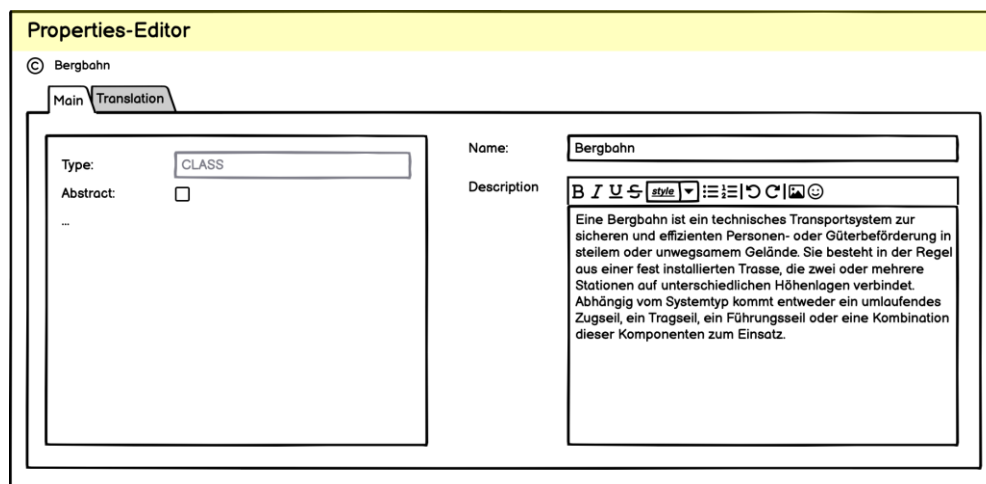 Properties-Editor
© Bergbahn
Main Translation
Type: CLASS
Abstract:
...
Name: Bergbahn
Description
B I U S style
Eine Bergbahn ist ein technisches Transportsystem zur
sicheren und effizienten Personen- oder Güterbeförderung in
steilem oder unwegsamem Gelände. Sie besteht in der Regel
aus einer fest installierten Trasse, die zwei oder mehrere
Stationen auf unterschiedlichen Höhenlagen verbindet.
Abhängig vom Systemtyp kommt entweder ein umlaufendes
Zugseil, ein Tragseil, ein Führungsseil oder eine Kombination
dieser Komponenten zum Einsatz.